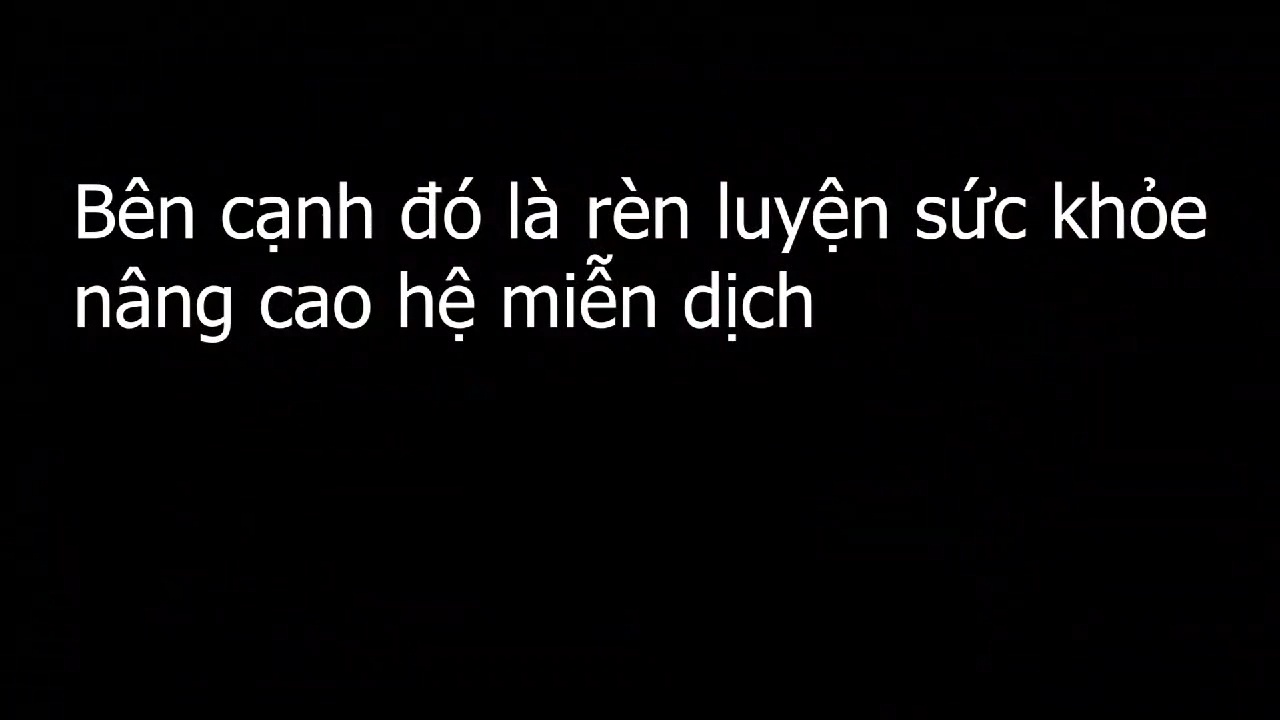 Bên cạnh đó là rèn luyện sức khỏe
nâng cao hệ miễn dịch